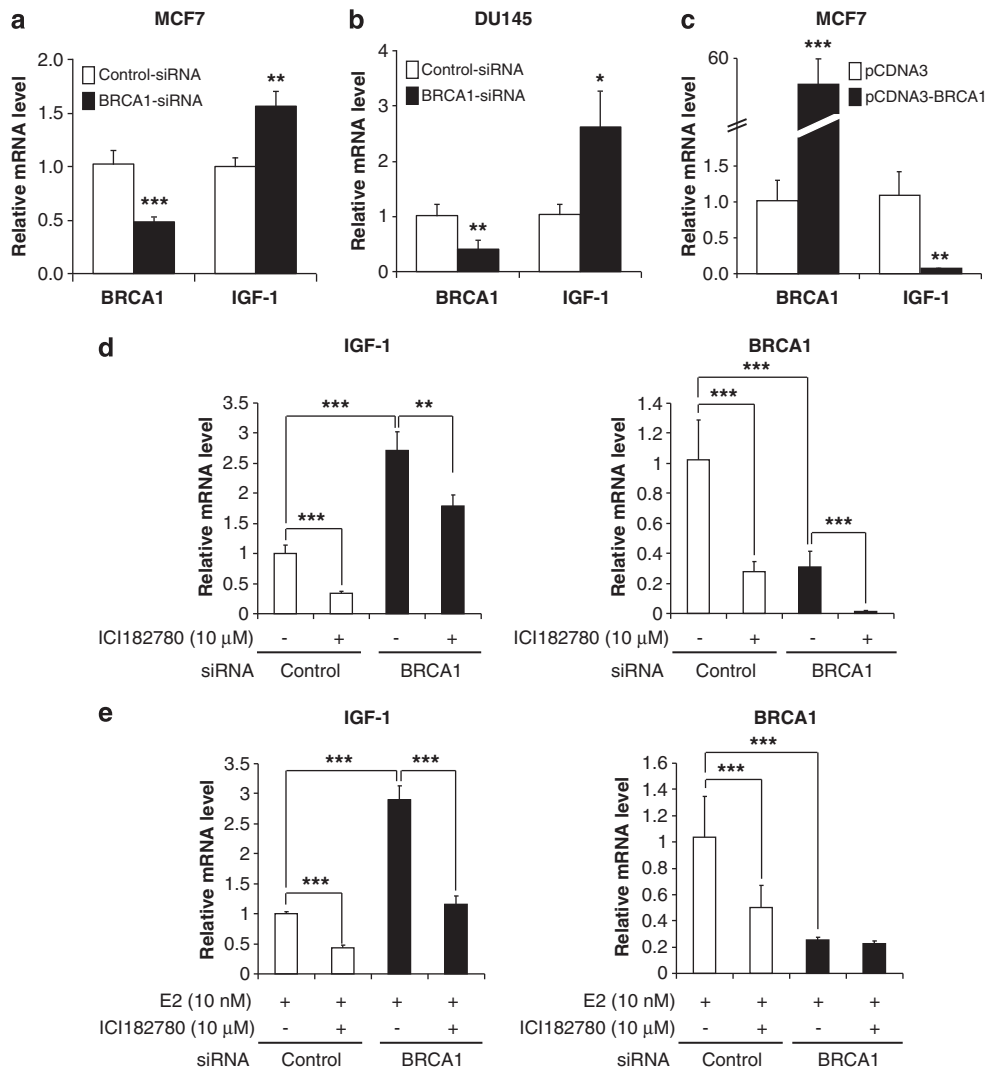 a
MCF7
Relative mRNA level
2.0
1.5
1.0
0.5
0.0
Control-siRNA
BRCA1-siRNA
***
**
BRCA1
IGF-1
b
DU145
Relative mRNA level
4
3
2
1
0
Control-siRNA
BRCA1-siRNA
**
*
BRCA1
IGF-1
c
MCF7
Relative mRNA level
60
1.5
1.0
0.5
0.0
pCDNA3
pCDNA3-BRCA1
***
**
BRCA1
IGF-1
d
IGF-1
Relative mRNA level
3.5
3
2.5
2
1.5
1
0.5
0
***
***
**
ICI182780 (10 μM) - + - +
siRNA Control BRCA1
BRCA1
Relative mRNA level
1.4
1.2
1
0.8
0.6
0.4
0.2
0
***
***
***
ICI182780 (10 μM) - + - +
siRNA Control BRCA1
e
IGF-1
Relative mRNA level
3.5
3
2.5
2
1.5
1
0.5
0
***
***
***
E2 (10 nM) + + + +
ICI182780 (10 μM) - + - +
siRNA Control BRCA1
BRCA1
Relative mRNA level
1.6
1.4
1.2
1
0.8
0.6
0.4
0.2
0
***
***
E2 (10 nM) + + + +
ICI182780 (10 μM) - + - +
siRNA Control BRCA1